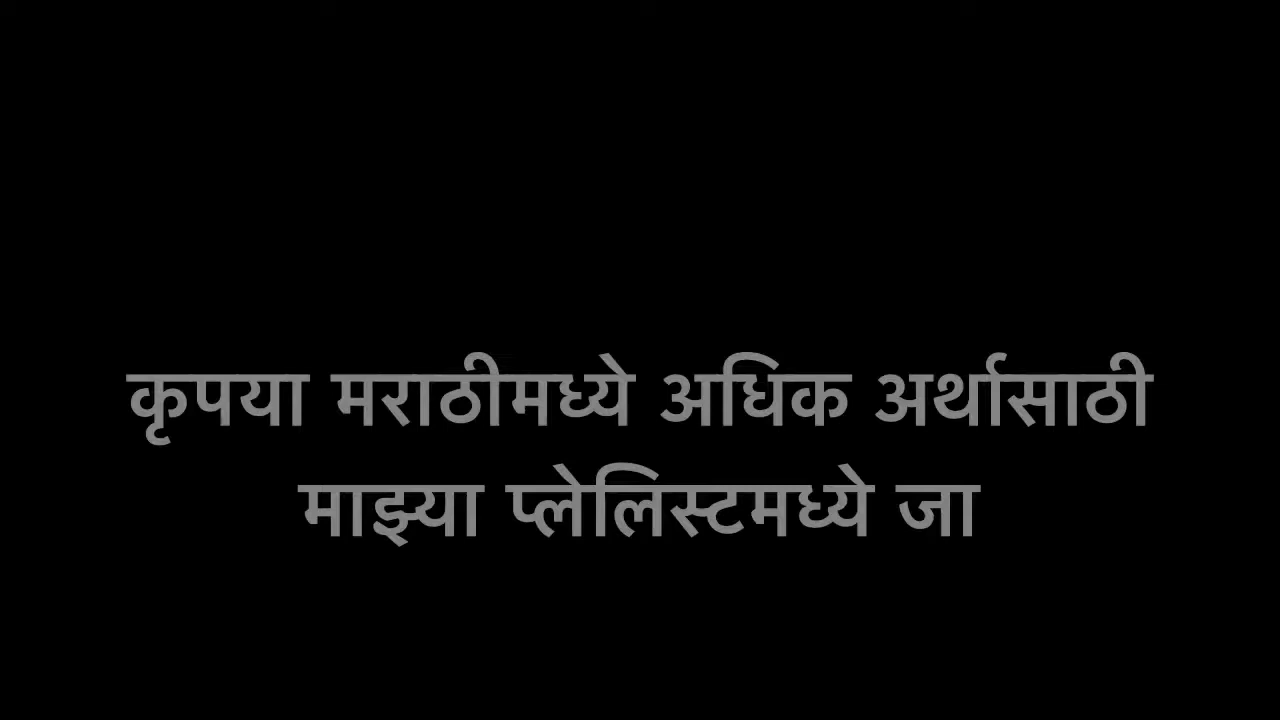 कृपया मराठीमध्ये अधिक अर्थासाठी
माझ्या प्लेलिस्टमध्ये जा